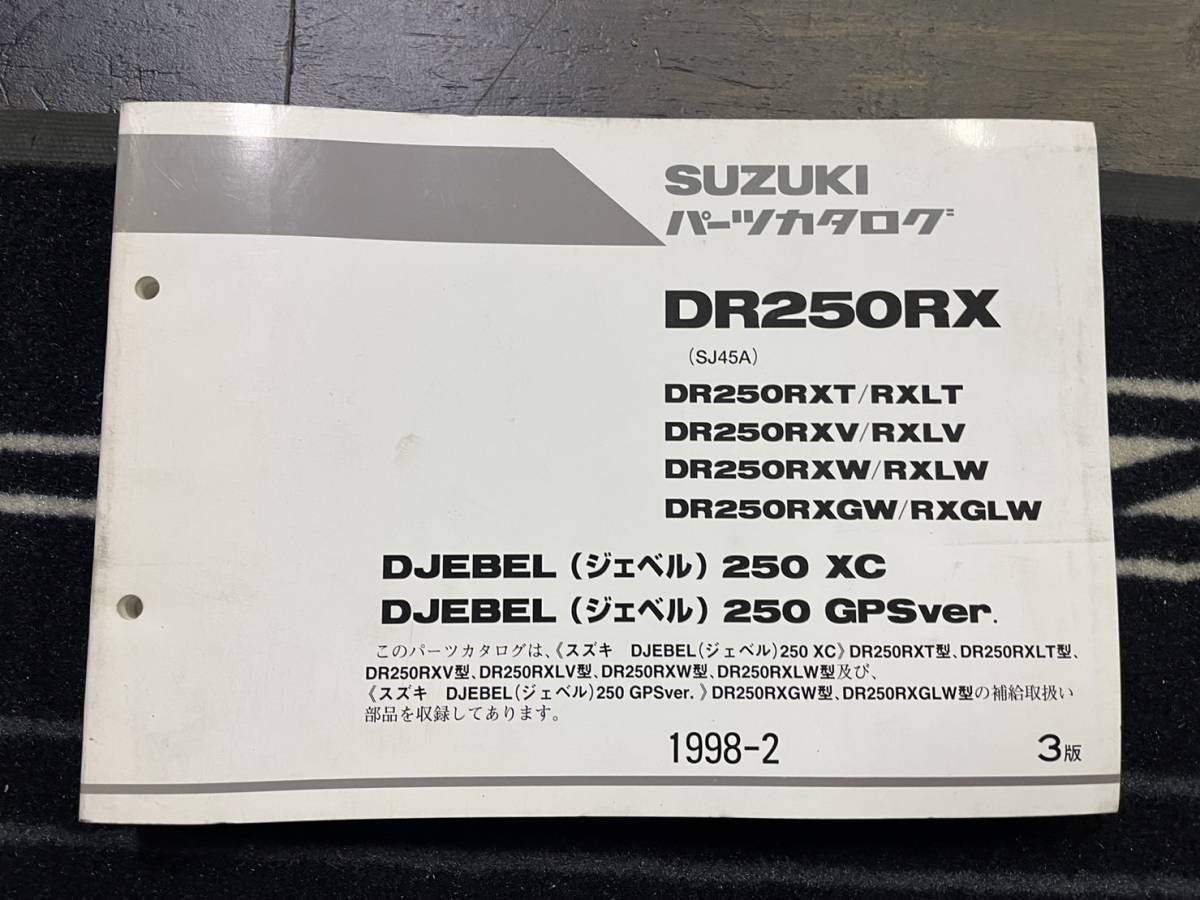 SUZUKI
パーツカタログ
DR250RX
(SJ45A)
DR250RXT/RXLT
DR250RXV/RXLV
DR250RXW/RXLW
DR250RXGW/RXGLW
DJEBEL (ジェベル) 250 XC
DJEBEL (ジェベル) 250 GPSver.
このパーツカタログは、《スズキ DJEBEL(ジェベル)250 XC》DR250RXT型、DR250RXLT型、
DR250RXV型、DR250RXLV型、DR250RXW型、DR250RXLW型及び、
《スズキ DJEBEL(ジェベル)250 GPSver. 》DR250RXGW型、DR250RXGLW型の補給取扱い
部品を収録してあります。
1998-2 3版